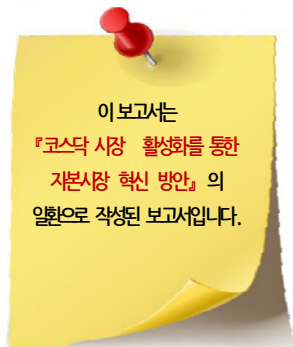 이 보고서는
『코스닥 시장 활성화를 통한
자본시장 혁신 방안』 의
일환으로 작성된 보고서입니다.